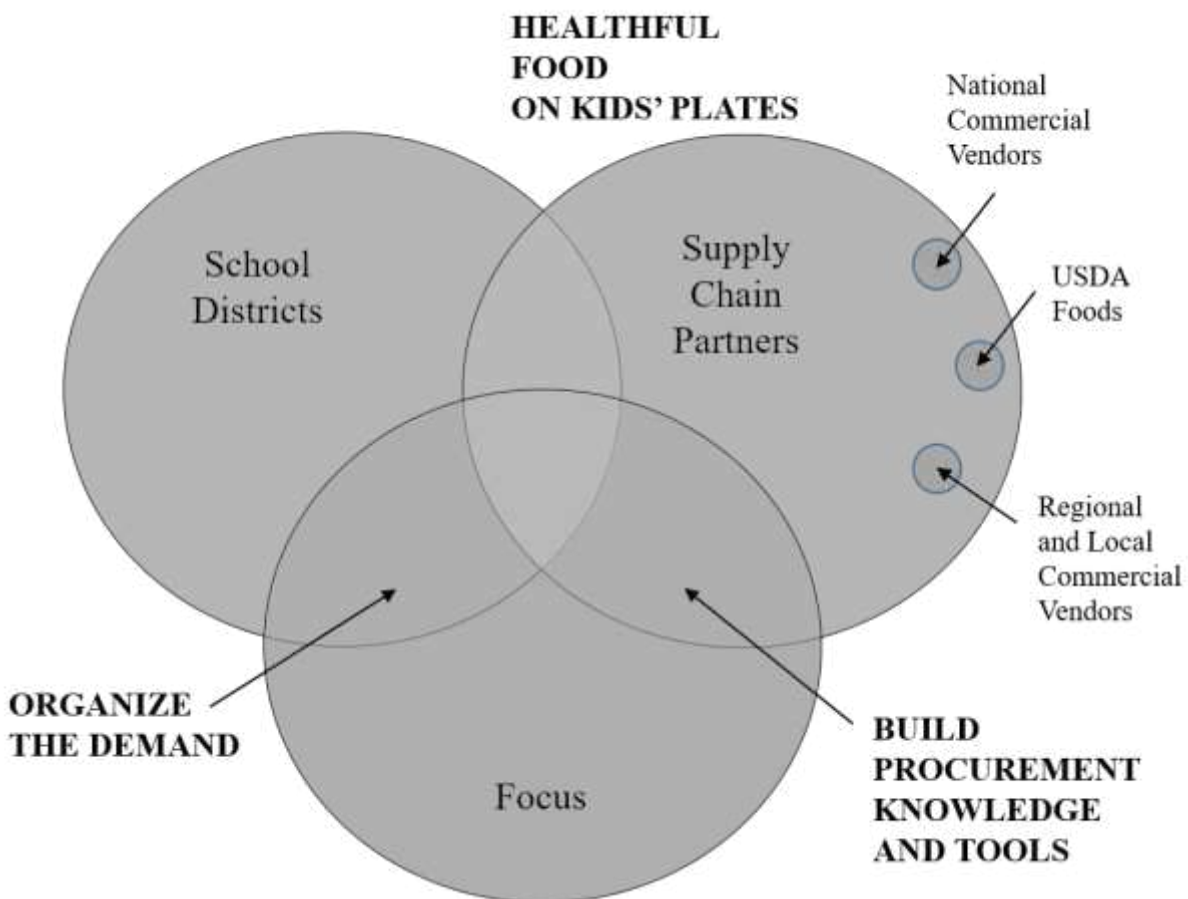 HEALTHFUL
FOOD
ON KIDS’ PLATES
National
Commercial
Vendors
School
Districts
Supply
Chain
Partners
USDA
Foods
Regional
and Local
Commercial
Vendors
ORGANIZE
THE DEMAND
BUILD
PROCUREMENT
KNOWLEDGE
AND TOOLS
Focus